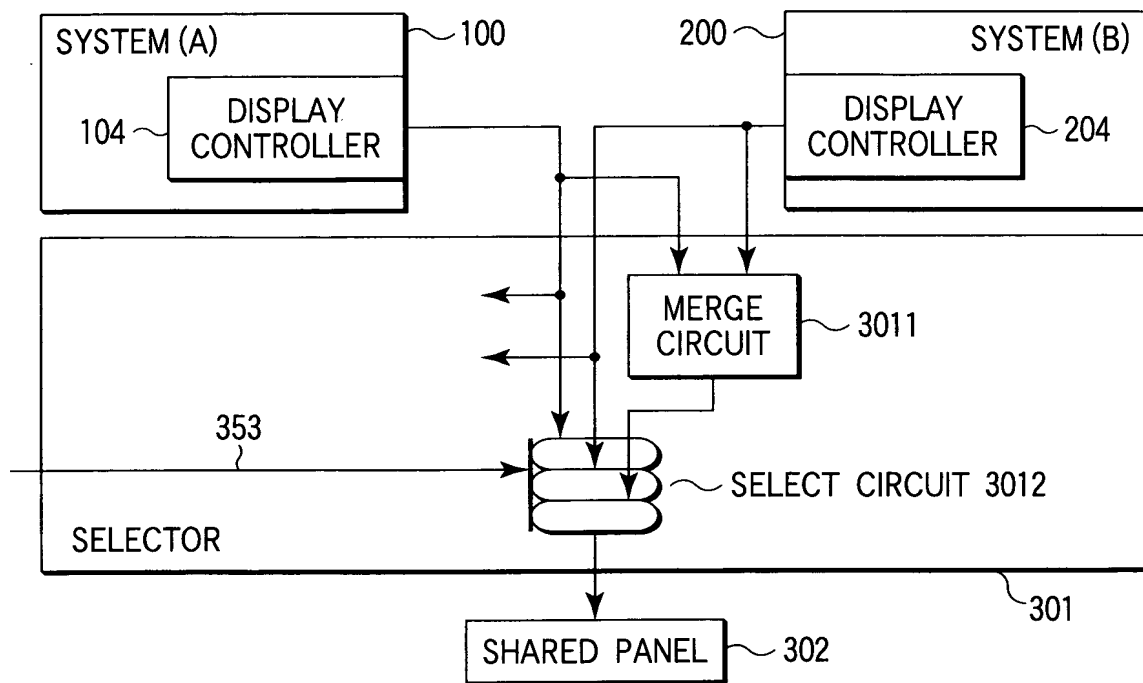 SYSTEM (A)
100
200
SYSTEM (B)
104
DISPLAY
CONTROLLER
DISPLAY
CONTROLLER
204
MERGE
CIRCUIT
3011
353
SELECT CIRCUIT 3012
SELECTOR
301
SHARED PANEL
302